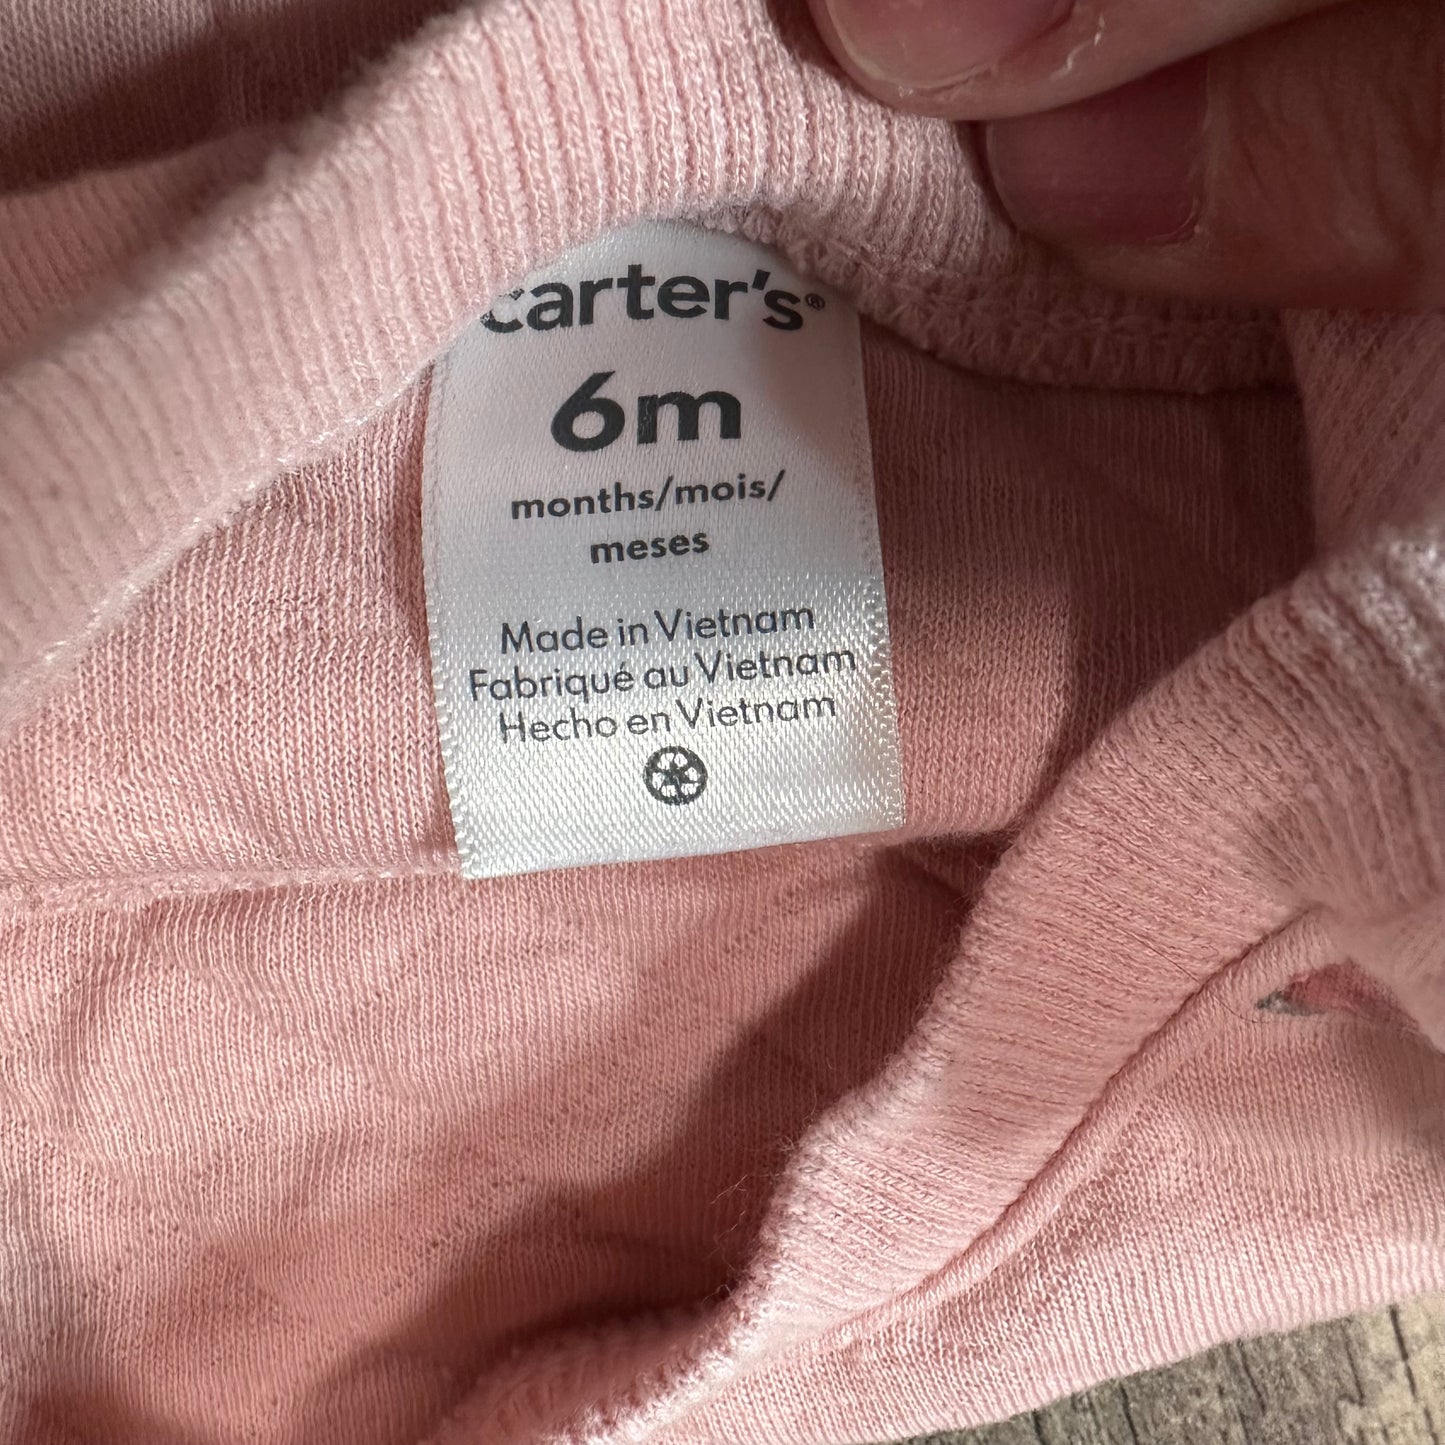 carter's®
6m
months/mois/
meses
Made in Vietnam
Fabriqué au Vietnam
Hecho en Vietnam